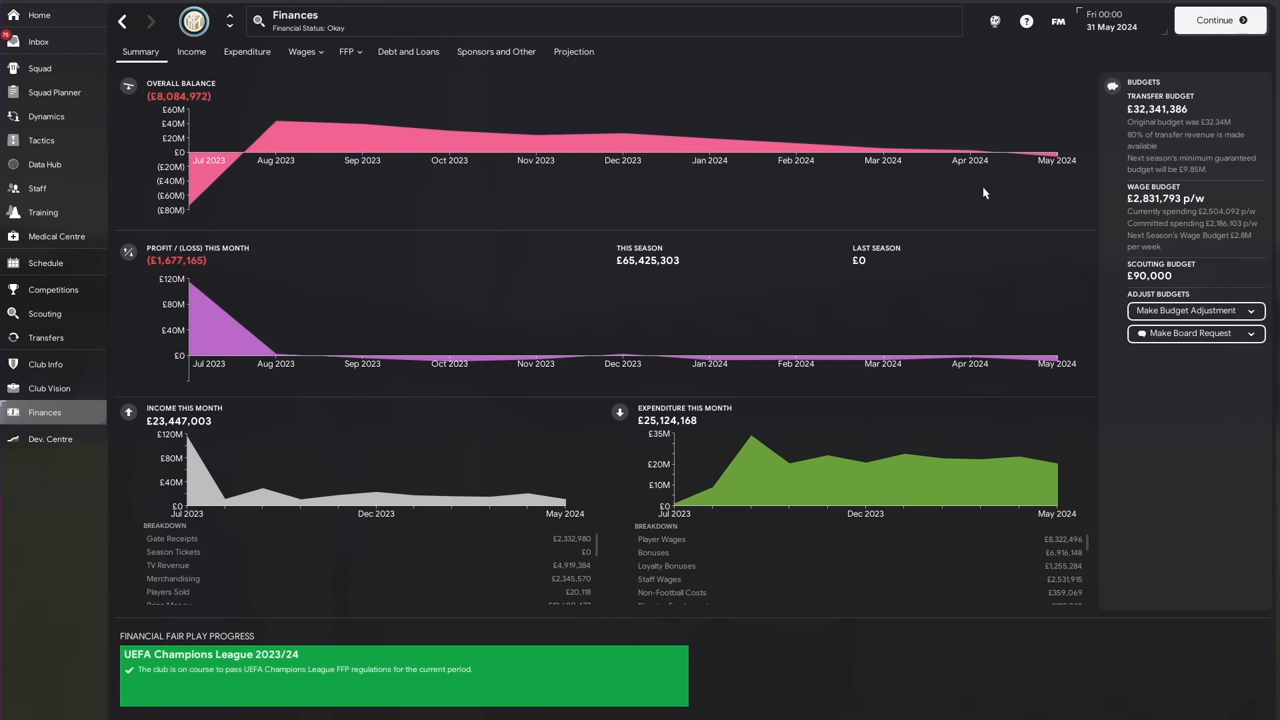 Home
75
Inbox
Squad
Squad Planner
Dynamics
Tactics
Data Hub
Staff
Training
Medical Centre
Schedule
Competitions
Scouting
Transfers
Club Info
Club Vision
Finances
Dev. Centre
Finances
Financial Status: Okay
FM
Fri 00:00
31 May 2024
Continue
Summary
Income
Expenditure
Wages
FFP
Debt and Loans
Sponsors and Other
Projection
OVERALL BALANCE
(£8,084,972)
£60M
£40M
£20M
£0
(£20M)
(£40M)
(£60M)
(£80M)
Jul 2023 Aug 2023 Sep 2023 Oct 2023 Nov 2023 Dec 2023 Jan 2024 Feb 2024 Mar 2024 Apr 2024 May 2024
PROFIT / (LOSS) THIS MONTH
(£1,677,165)
THIS SEASON
£65,425,303
LAST SEASON
£0
£120M
£80M
£40M
£0
Jul 2023 Aug 2023 Sep 2023 Oct 2023 Nov 2023 Dec 2023 Jan 2024 Feb 2024 Mar 2024 Apr 2024 May 2024
INCOME THIS MONTH
£23,447,003
£120M
£80M
£40M
£0
Jul 2023 Dec 2023 May 2024
BREAKDOWN
Gate Receipts £2,332,980
Season Tickets £0
TV Revenue £4,919,384
Merchandising £2,345,570
Players Sold £20,118
EXPENDITURE THIS MONTH
£25,124,168
£35M
£20M
£10M
£0
Jul 2023 Dec 2023 May 2024
BREAKDOWN
Player Wages £8,322,496
Bonuses £6,916,148
Loyalty Bonuses £1,255,284
Staff Wages £2,531,915
Non-Football Costs £359,069
BUDGETS
TRANSFER BUDGET
£32,341,386
Original budget was £32.34M
80% of transfer revenue is made
available
Next season's minimum guaranteed
budget will be £9.85M.
WAGE BUDGET
£2,831,793 p/w
Currently spending £2,504,092 p/w
Committed spending £2,186,103 p/w
Next Season's Wage Budget £2.8M
per week
SCOUTING BUDGET
£90,000
ADJUST BUDGETS
Make Budget Adjustment
Make Board Request
FINANCIAL FAIR PLAY PROGRESS
UEFA Champions League 2023/24
The club is on course to pass UEFA Champions League FFP regulations for the current period.